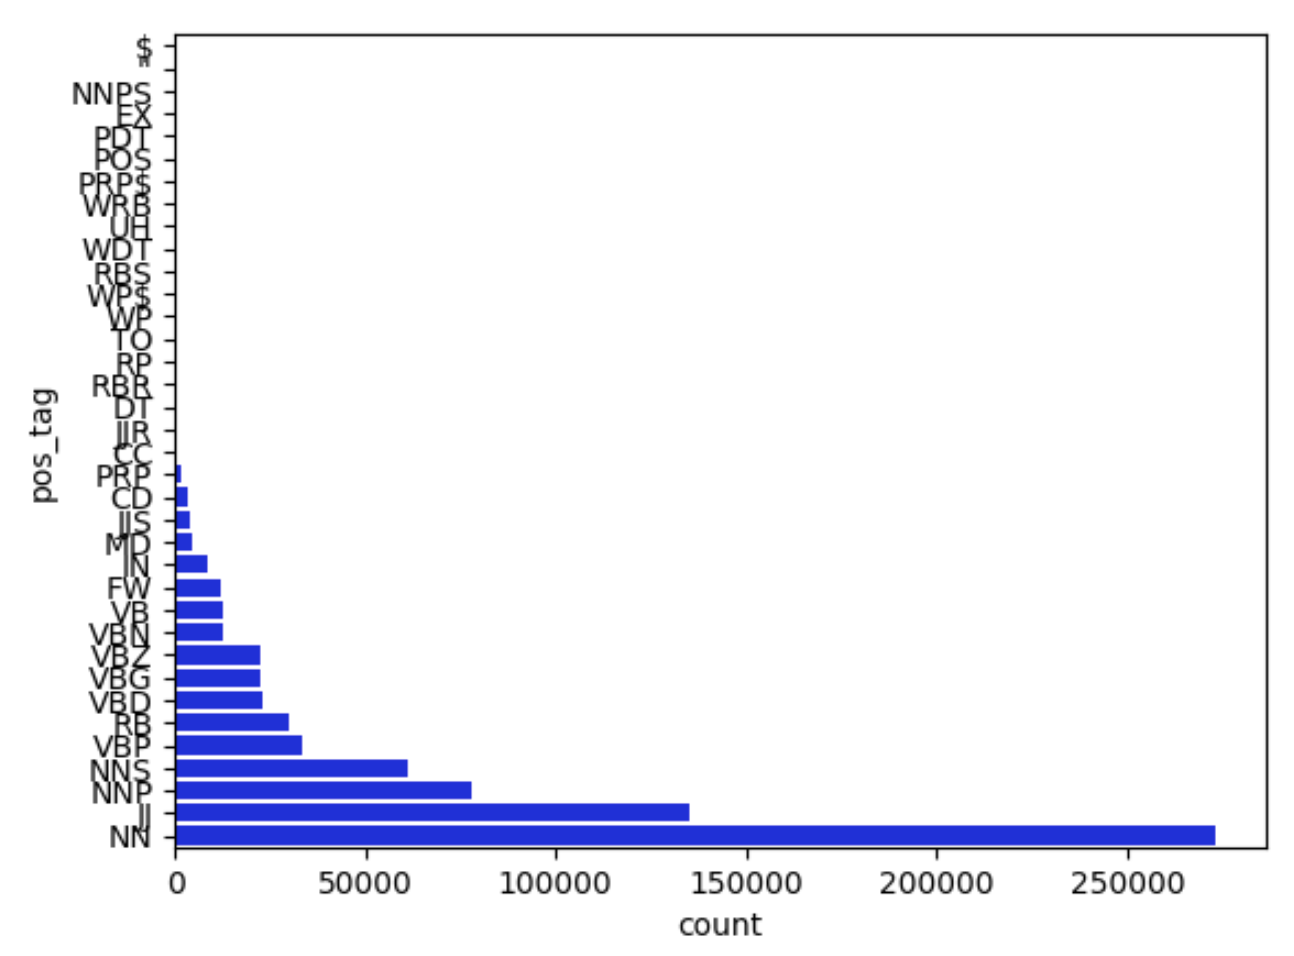 $
NNPS
EX
PDT
POS
PRP$
WRB
UH
WDT
RBS
WP$
WP
TO
RP
RBR
DT
JJR
CC
PRP
CD
JJS
MD
IN
FW
VB
VBN
VBZ
VBG
VBD
RB
VBP
NNS
NNP
JJ
NN
pos_tag
0 50000 100000 150000 200000 250000
count